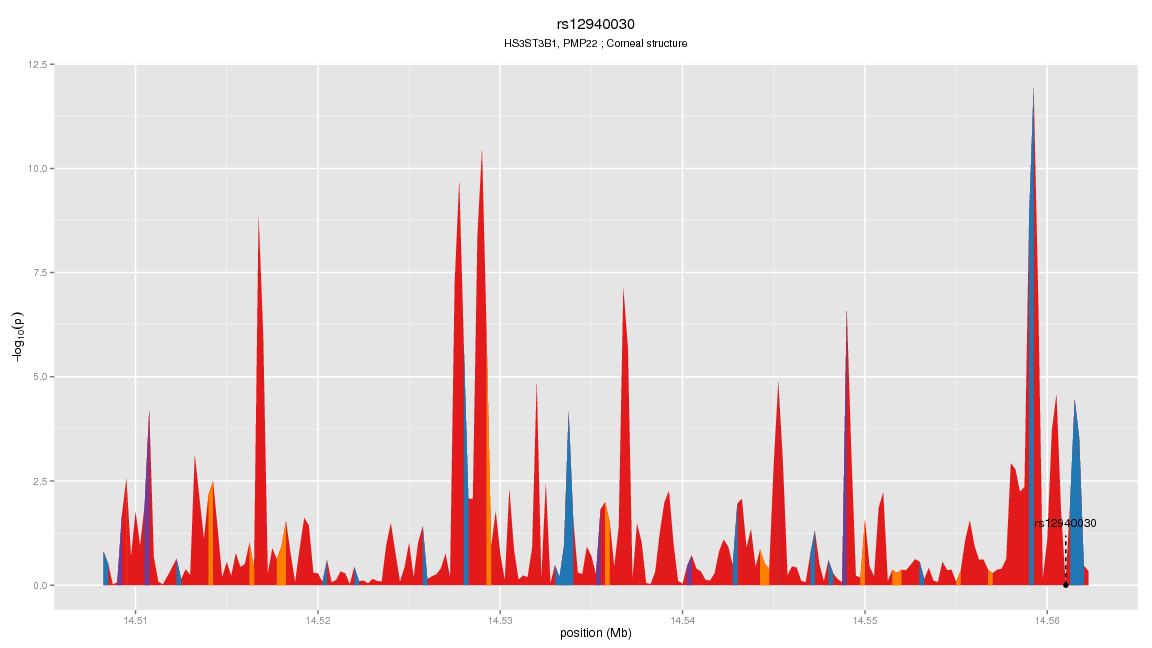 rs12940030
HS3ST3B1, PMP22 ; Corneal structure
12.5
10.0
7.5
5.0
2.5
0.0
−log10(p)
rs12940030
14.51
14.52
14.53
14.54
14.55
14.56
position (Mb)